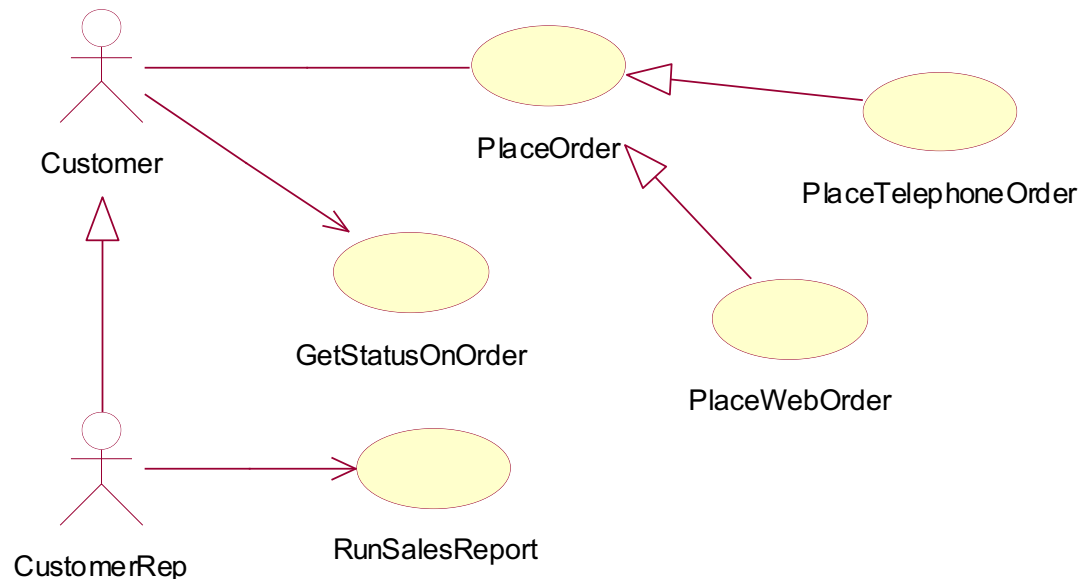 Customer
PlaceOrder
PlaceTelephoneOrder
GetStatusOnOrder
PlaceWebOrder
RunSalesReport
CustomerRep